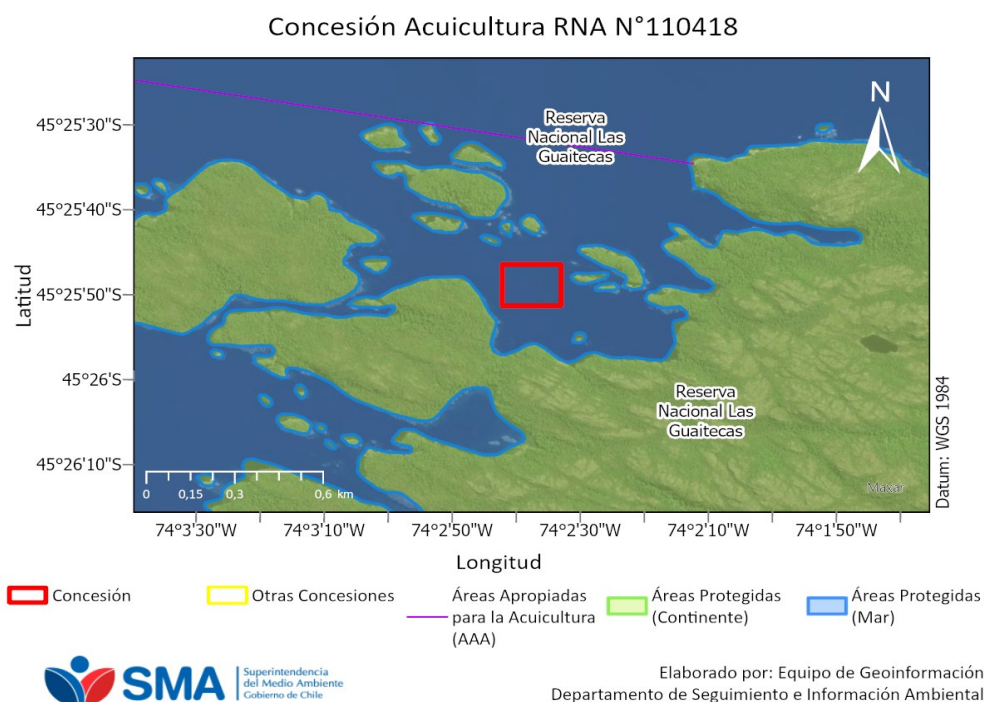 Concesión Acuicultura RNA N°110418
Reserva
Nacional Las
Guaitecas
N
45°25'30"S
45°25'40"S
45°25'50"S
45°26'S
45°26'10"S
Latitud
Reserva
Nacional Las
Guaitecas
Datum: WGS 1984
Maxar
0 0,15 0,3 0,6 km
74°3'30"W 74°3'10"W 74°2'50"W 74°2'30"W 74°2'10"W 74°1'50"W
Longitud
Concesión
Otras Concesiones
Áreas Apropiadas
para la Acuicultura
(AAA)
Áreas Protegidas
(Continente)
Áreas Protegidas
(Mar)
SMA
Superintendencia
del Medio Ambiente
Gobierno de Chile
Elaborado por: Equipo de Geoinformación
Departamento de Seguimiento e Información Ambiental